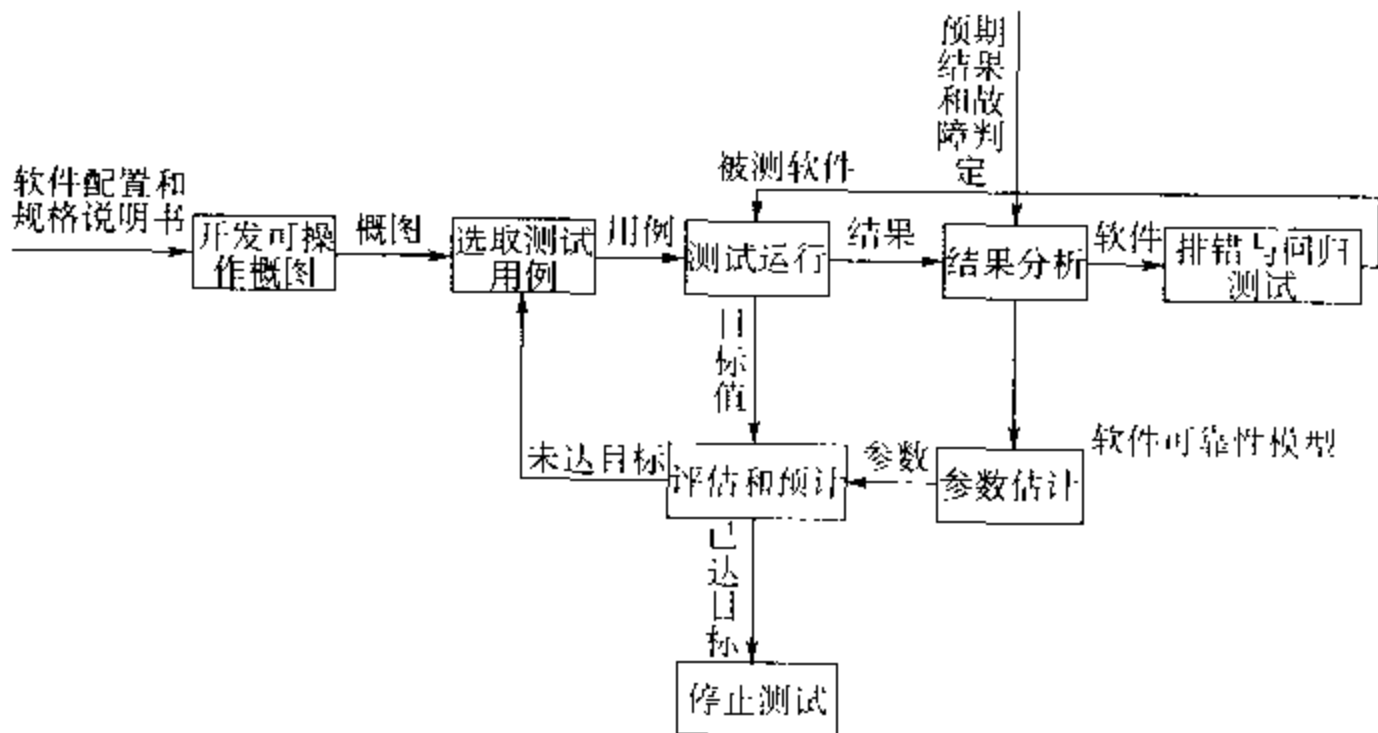 预期
结果
和故
障判
定
被测软件
软件配置和
规格说明书
开发可操
作概图
概图
选取测试
用例
用例
测试运行
结果
结果分析
软件
排错与回归
测试
目
标
值
未达目标
评估和预计
参数
参数估计
软件可靠性模型
已
达
目
标
停止测试